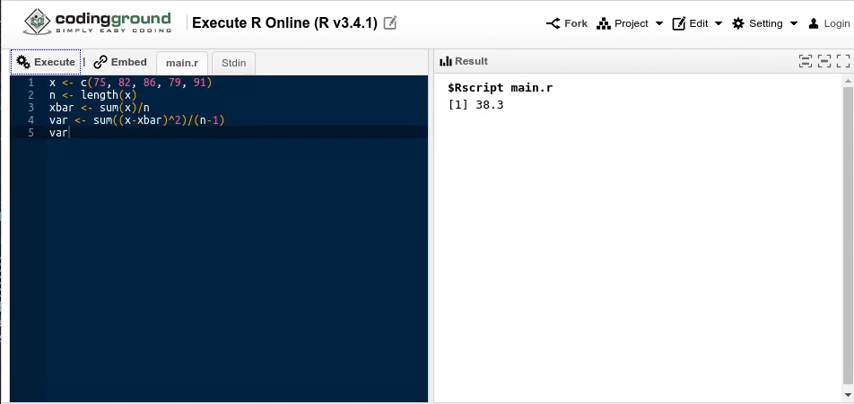 codingground
SIMPLY EASY CODING
Execute R Online (R v3.4.1)
Fork Project Edit Setting Login
Execute | Embed main.r Stdin
Result
1 x <- c(75, 82, 86, 79, 91)
2 n <- length(x)
3 xbar <- sum(x)/n
4 var <- sum((x-xbar)^2)/(n-1)
5 var
$Rscript main.r
[1] 38.3